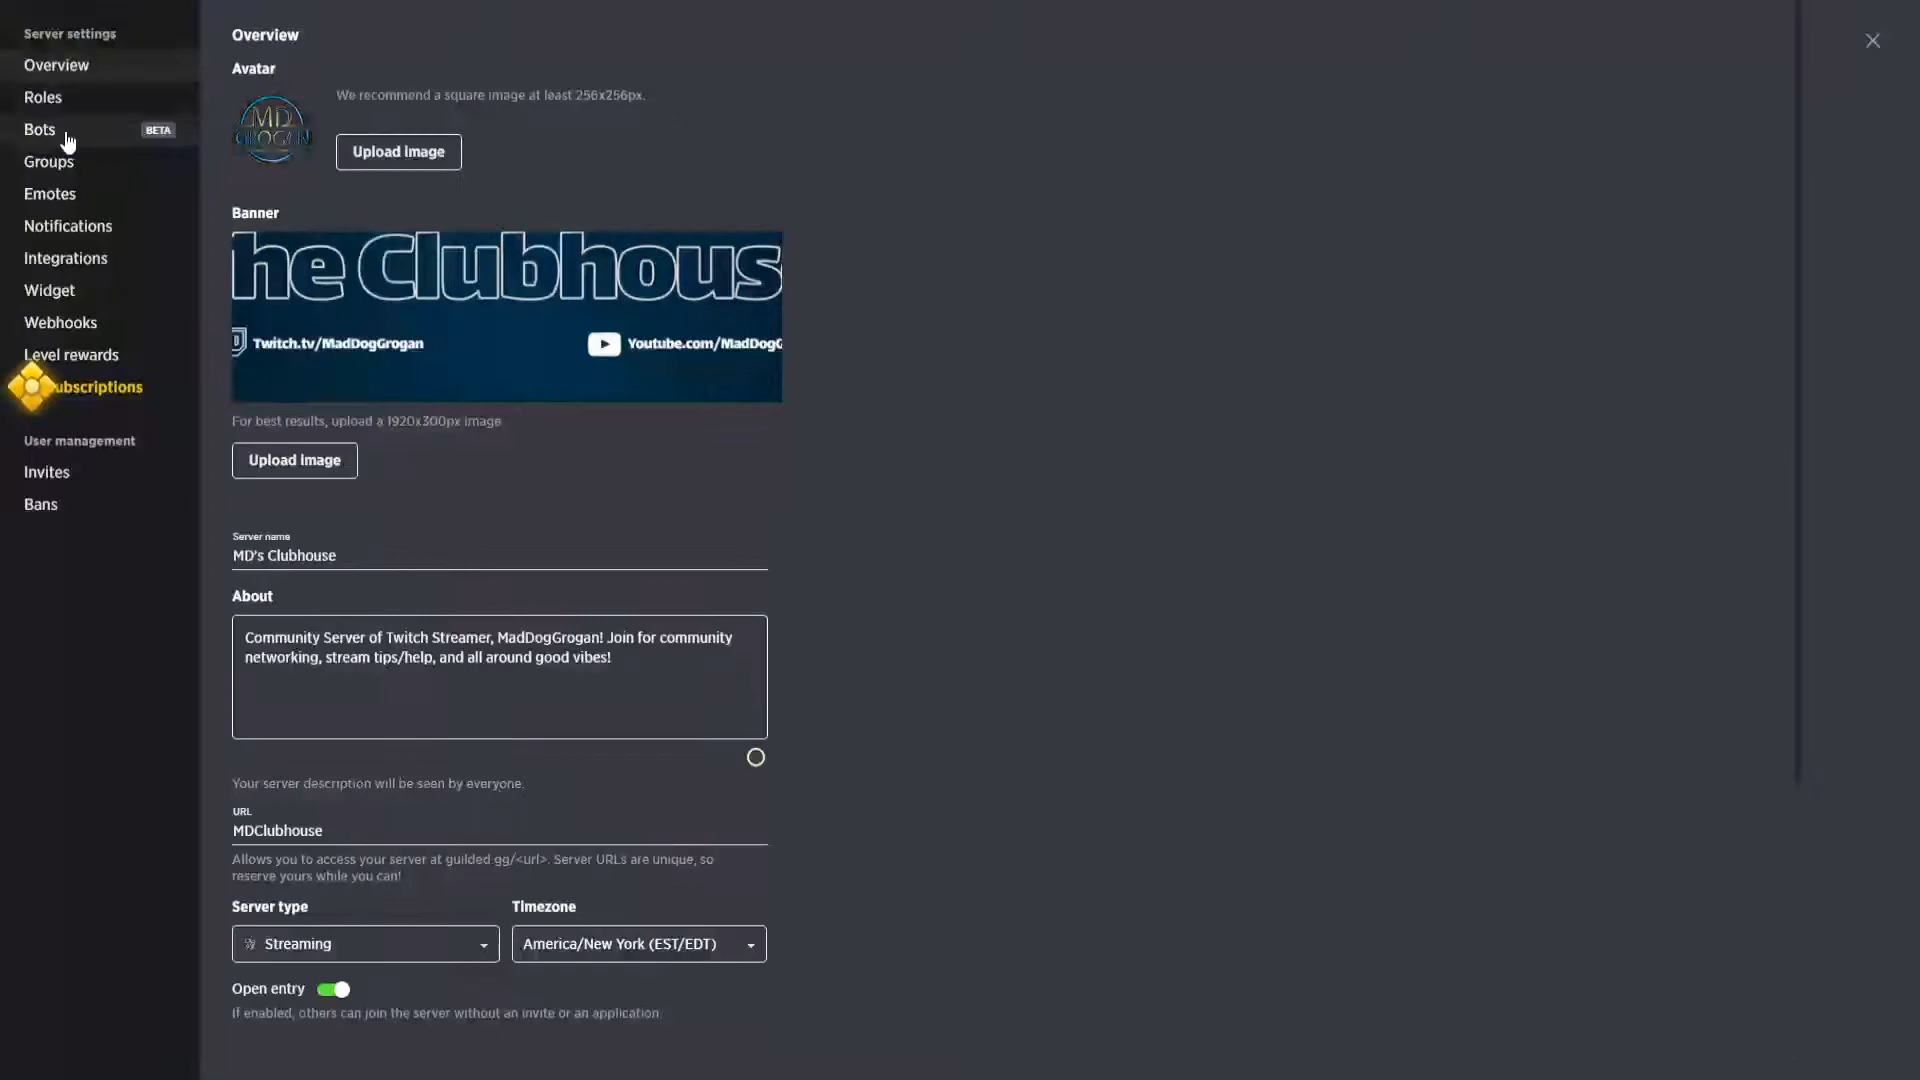 Server settings
Overview
Roles
Bots
BETA
Groups
Emotes
Notifications
Integrations
Widget
Webhooks
Level rewards
ubscriptions
User management
Invites
Bans
Overview
Avatar
MD
GROGAN
We recommend a square image at least 256x256px.
Upload image
Banner
he Clubhous
Twitch.tv/MadDogGrogan
Youtube.com/MadDogG
For best results, upload a 1920x300px image
Upload image
Server name
MD's Clubhouse
About
Community Server of Twitch Streamer, MadDogGrogan! Join for community
networking, stream tips/help, and all around good vibes!
Your server description will be seen by everyone.
URL
MDClubhouse
Allows you to access your server at guilded.gg/<url>. Server URLs are unique, so
reserve yours while you can!
Server type
Timezone
Streaming
America/New York (EST/EDT)
Open entry
If enabled, others can join the server without an invite or an application